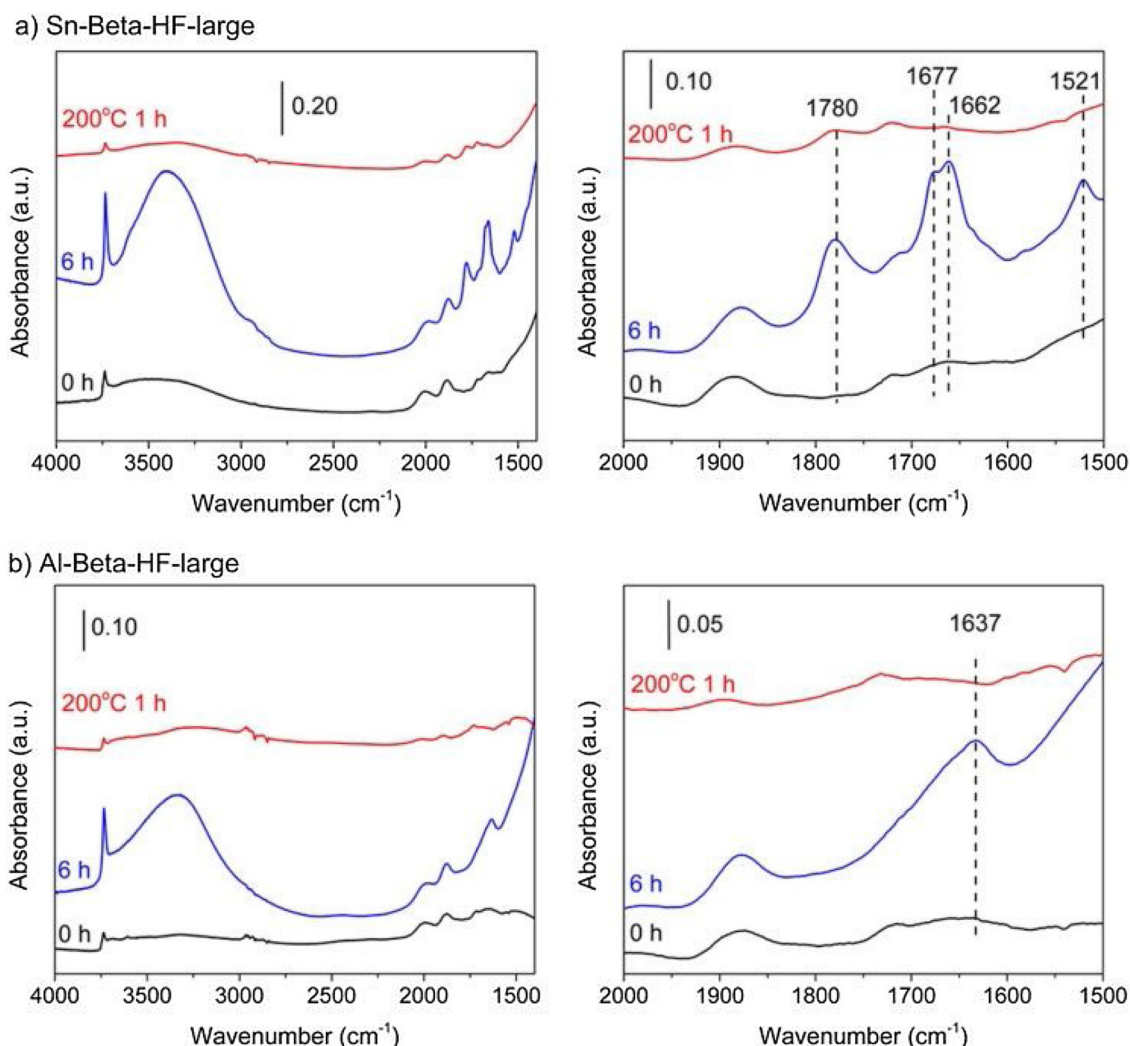 a) Sn-Beta-HF-large
0.20
200°C 1 h
6 h
0 h
Absorbance (a.u.)
4000 3500 3000 2500 2000 1500
Wavenumber (cm⁻¹)
0.10
1780
1677
1662
1521
200°C 1 h
6 h
0 h
Absorbance (a.u.)
2000 1900 1800 1700 1600 1500
Wavenumber (cm⁻¹)
b) Al-Beta-HF-large
0.10
200°C 1 h
6 h
0 h
Absorbance (a.u.)
4000 3500 3000 2500 2000 1500
Wavenumber (cm⁻¹)
0.05
1637
200°C 1 h
6 h
0 h
Absorbance (a.u.)
2000 1900 1800 1700 1600 1500
Wavenumber (cm⁻¹)